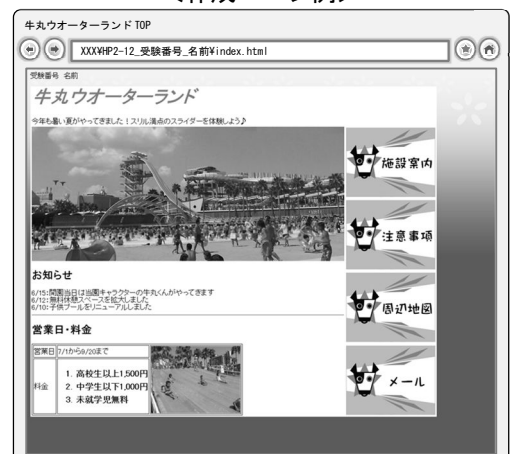 牛丸ウオーターランド TOP
XXX¥HP2-12_受験番号_名前¥index.html
受験番号 名前
牛丸ウオーターランド
今年も暑い夏がやってきました！スリル満点のスライダーを体験しよう♪
施設案内
注意事項
周辺地図
メール
お知らせ
6/15:開園当日は当園キャラクターの牛丸くんがやってきます
6/12:無料休憩スペースを拡大しました
6/10:子供プールをリニューアルしました
営業日・料金
営業日 7/1から9/20まで
料金
1. 高校生以上1,500円
2. 中学生以下1,000円
3. 未就学児無料